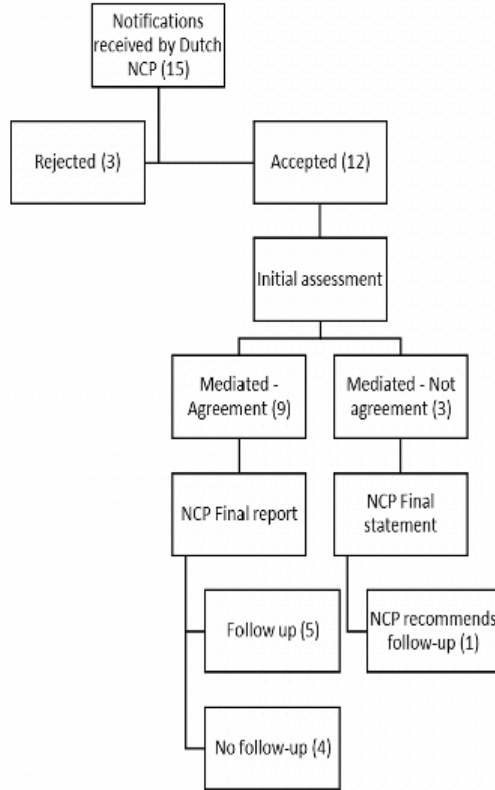 Notifications
received by Dutch
NCP (15)
Rejected (3)
Accepted (12)
Initial assessment
Mediated -
Agreement (9)
Mediated - Not
agreement (3)
NCP Final report
NCP Final
statement
Follow up (5)
NCP recommends
follow-up (1)
No follow-up (4)